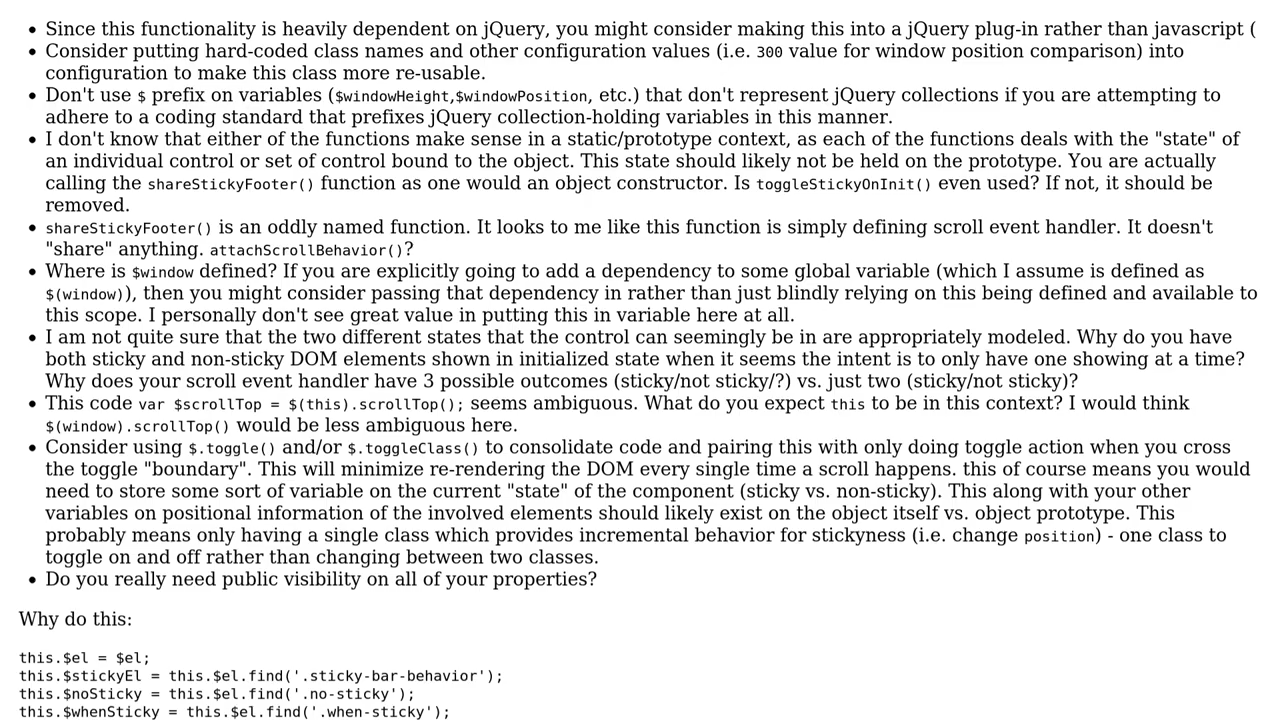 Since this functionality is heavily dependent on jQuery, you might consider making this into a jQuery plug-in rather than javascript (
Consider putting hard-coded class names and other configuration values (i.e. 300 value for window position comparison) into
configuration to make this class more re-usable.
Don't use $ prefix on variables ($windowHeight,$windowPosition, etc.) that don't represent jQuery collections if you are attempting to
adhere to a coding standard that prefixes jQuery collection-holding variables in this manner.
I don't know that either of the functions make sense in a static/prototype context, as each of the functions deals with the "state" of
an individual control or set of control bound to the object. This state should likely not be held on the prototype. You are actually
calling the shareStickyFooter() function as one would an object constructor. Is toggleStickyOnInit() even used? If not, it should be
removed.
shareStickyFooter() is an oddly named function. It looks to me like this function is simply defining scroll event handler. It doesn't
"share" anything. attachScrollBehavior()?
Where is $window defined? If you are explicitly going to add a dependency to some global variable (which I assume is defined as
$(window)), then you might consider passing that dependency in rather than just blindly relying on this being defined and available to
this scope. I personally don't see great value in putting this in variable here at all.
I am not quite sure that the two different states that the control can seemingly be in are appropriately modeled. Why do you have
both sticky and non-sticky DOM elements shown in initialized state when it seems the intent is to only have one showing at a time?
Why does your scroll event handler have 3 possible outcomes (sticky/not sticky/?) vs. just two (sticky/not sticky)?
This code var $scrollTop = $(this).scrollTop(); seems ambiguous. What do you expect this to be in this context? I would think
$(window).scrollTop() would be less ambiguous here.
Consider using $.toggle() and/or $.toggleClass() to consolidate code and pairing this with only doing toggle action when you cross
the toggle "boundary". This will minimize re-rendering the DOM every single time a scroll happens. this of course means you would
need to store some sort of variable on the current "state" of the component (sticky vs. non-sticky). This along with your other
variables on positional information of the involved elements should likely exist on the object itself vs. object prototype. This
probably means only having a single class which provides incremental behavior for stickyness (i.e. change position) - one class to
toggle on and off rather than changing between two classes.
Do you really need public visibility on all of your properties?
Why do this:
this.$el = $el;
this.$stickyEl = this.$el.find('.sticky-bar-behavior');
this.$noSticky = this.$el.find('.no-sticky');
this.$whenSticky = this.$el.find('.when-sticky');